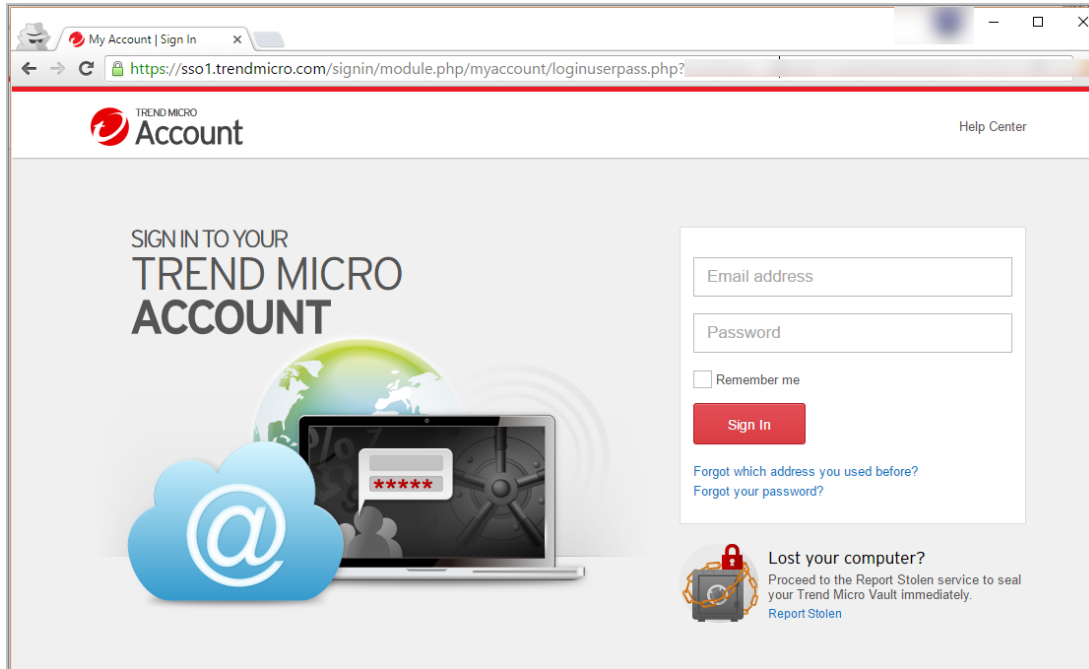 My Account | Sign In
https://sso1.trendmicro.com/signin/module.php/myaccount/loginuserpass.php?
TREND MICRO
Account
Help Center
SIGN IN TO YOUR
TREND MICRO
ACCOUNT
@
*****
Email address
Password
Remember me
Sign In
Forgot which address you used before?
Forgot your password?
Lost your computer?
Proceed to the Report Stolen service to seal
your Trend Micro Vault immediately.
Report Stolen